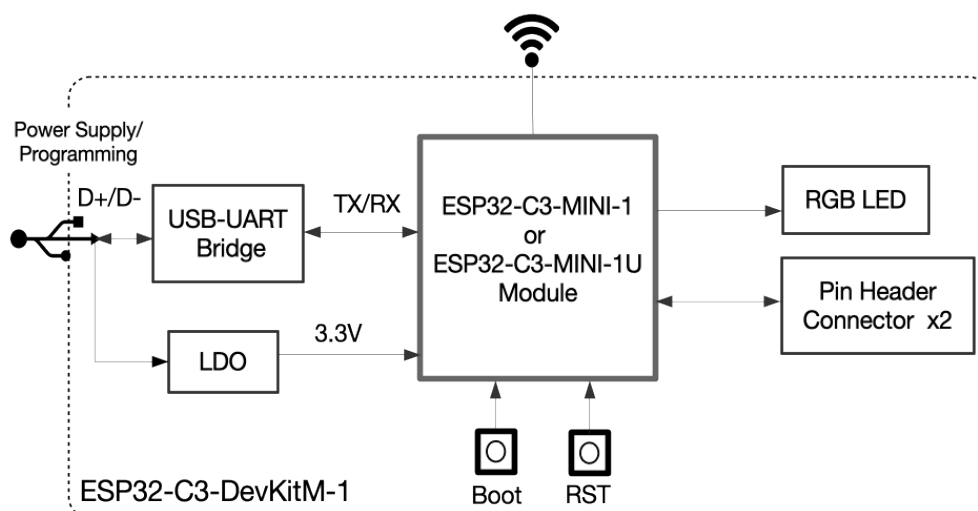 Power Supply/
Programming
D+/D-
USB-UART
Bridge
TX/RX
ESP32-C3-MINI-1
or
ESP32-C3-MINI-1U
Module
RGB LED
Pin Header
Connector x2
LDO
3.3V
Boot
RST
ESP32-C3-DevKitM-1